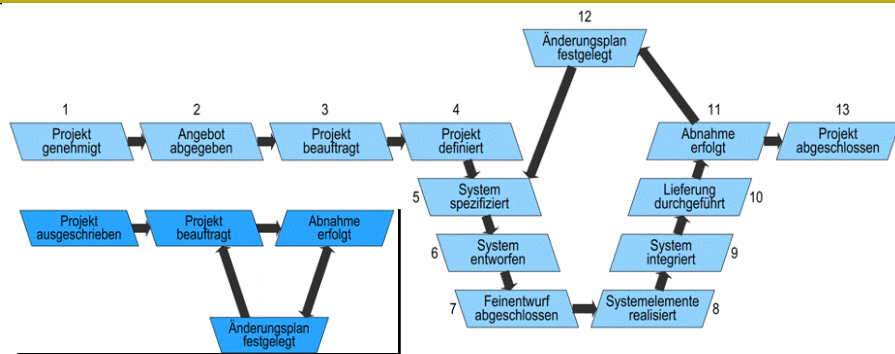 12
Änderungsplan
festgelegt
1
Projekt
genehmigt
2
Angebot
abgegeben
3
Projekt
beauftragt
4
Projekt
definiert
11
Abnahme
erfolgt
13
Projekt
abgeschlossen
5
System
spezifiziert
Lieferung
durchgeführt
10
Projekt
ausgeschrieben
Projekt
beauftragt
Abnahme
erfolgt
6
System
entworfen
System
integriert
9
7
Feinentwurf
abgeschlossen
Systemelemente
realisiert
8
Änderungsplan
festgelegt